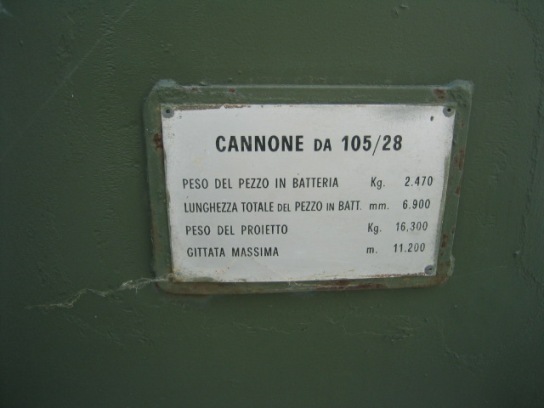 CANNONE DA 105/28
PESO DEL PEZZO IN BATTERIA Kg. 2.470
LUNGHEZZA TOTALE DEL PEZZO IN BATT. mm. 6.900
PESO DEL PROIETTO Kg. 16,300
GITTATA MASSIMA m. 11.200